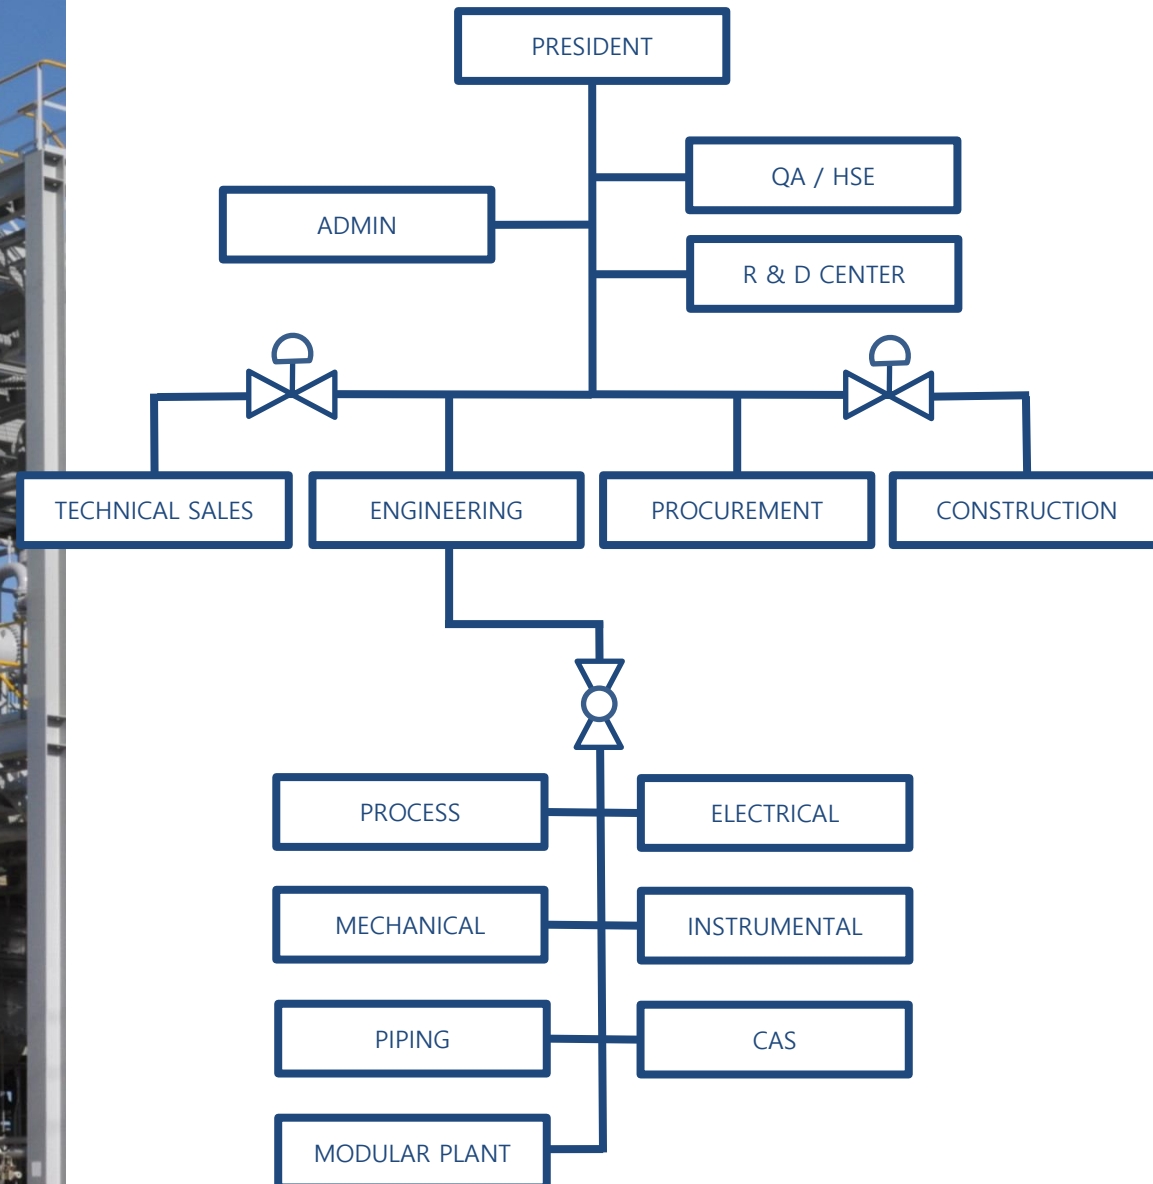 PRESIDENT
QA / HSE
ADMIN
R & D CENTER
TECHNICAL SALES
ENGINEERING
PROCUREMENT
CONSTRUCTION
PROCESS
ELECTRICAL
MECHANICAL
INSTRUMENTAL
PIPING
CAS
MODULAR PLANT